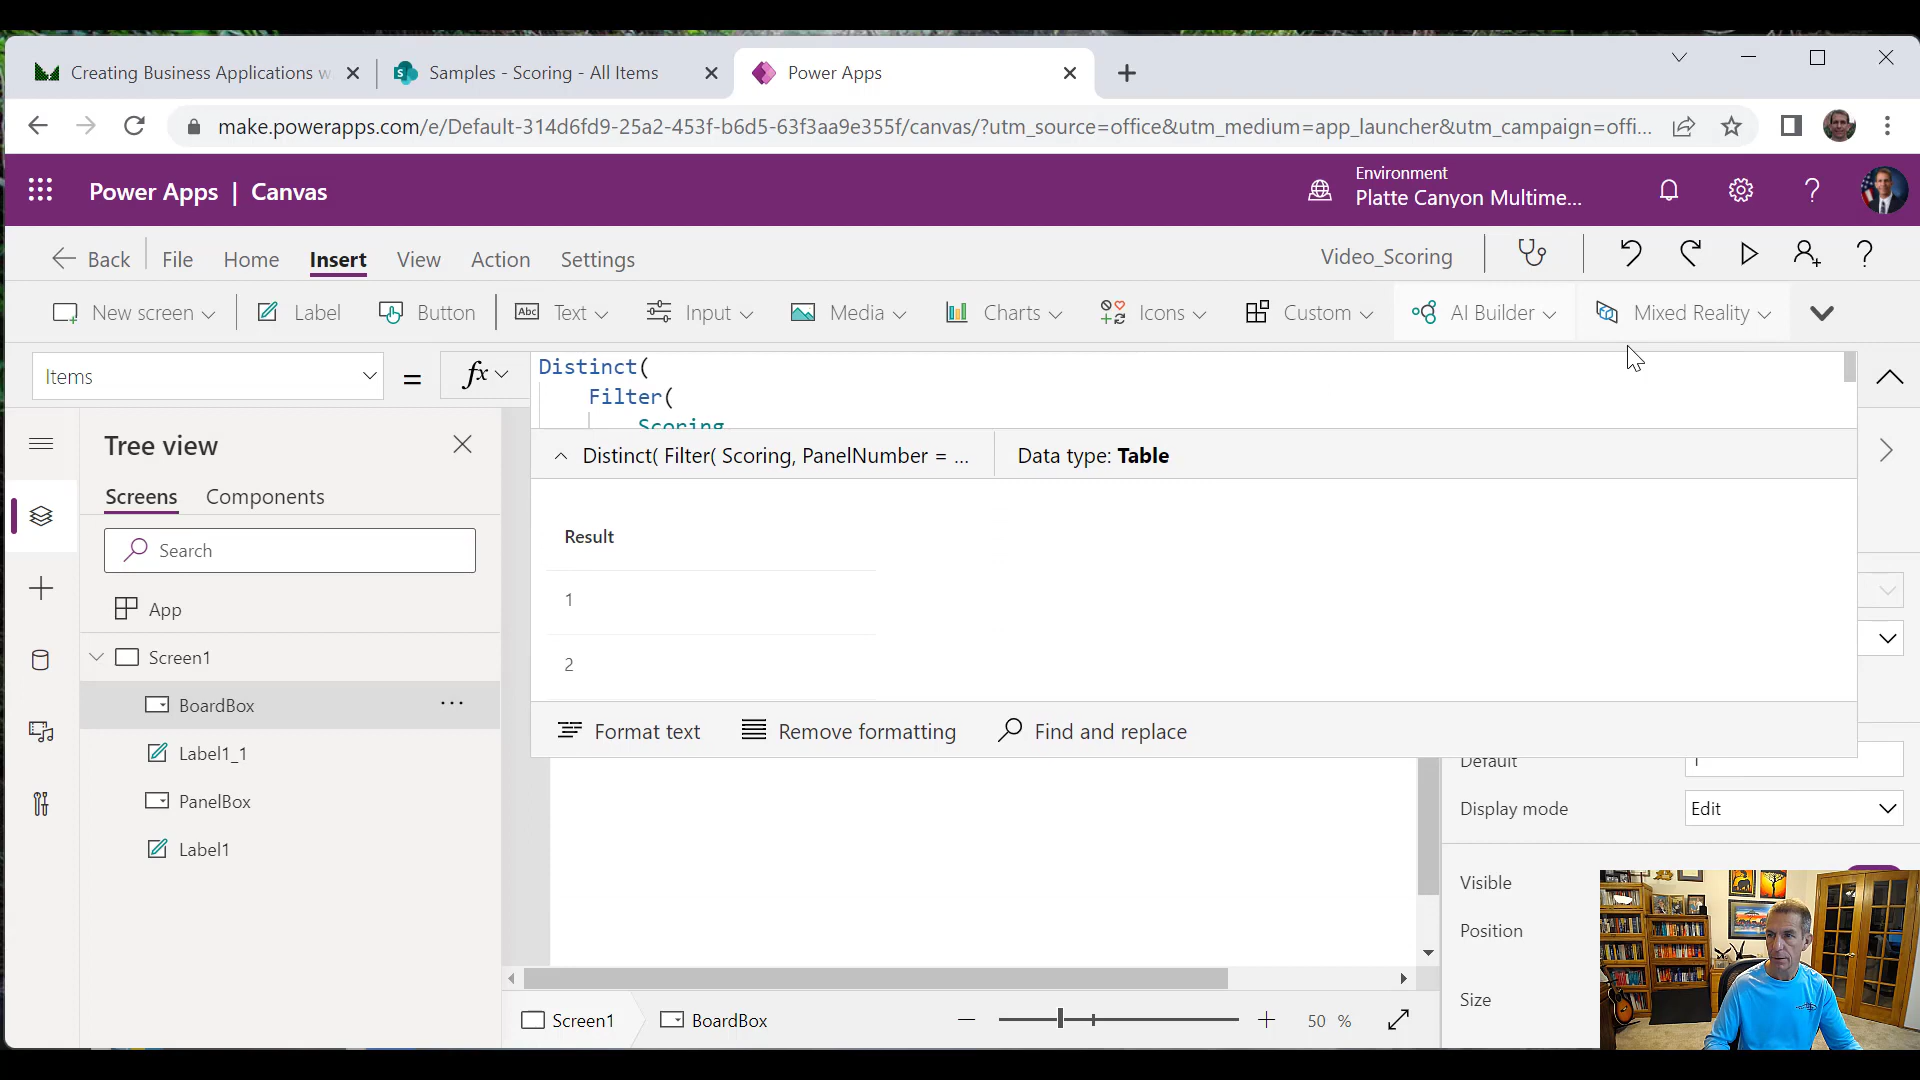 Creating Business Applications w
Samples - Scoring - All Items
Power Apps
make.powerapps.com/e/Default-314d6fd9-25a2-453f-b6d5-63f3aa9e355f/canvas/?utm_source=office&utm_medium=app_launcher&utm_campaign=offi...
Power Apps | Canvas
Environment
Platte Canyon Multime...
Back
File
Home
Insert
View
Action
Settings
Video_Scoring
New screen
Label
Button
Abc
Text
Input
Media
Charts
Icons
Custom
AI Builder
Mixed Reality
Items
=
fx
Distinct(
Filter(
Scoring,
Tree view
Distinct( Filter( Scoring, PanelNumber = ...
Data type: Table
Screens
Components
Result
Search
1
App
2
Screen1
BoardBox
Format text
Remove formatting
Find and replace
Label1_1
Default
1
PanelBox
Display mode
Edit
Label1
Visible
Position
Size
Screen1
BoardBox
50 %